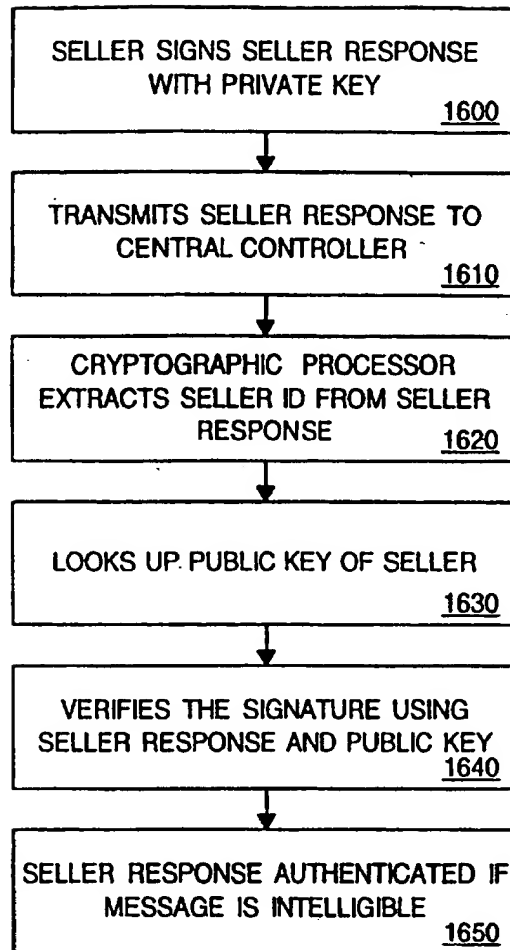 SELLER SIGNS SELLER RESPONSE
WITH PRIVATE KEY
1600
TRANSMITS SELLER RESPONSE TO
CENTRAL CONTROLLER
1610
CRYPTOGRAPHIC PROCESSOR
EXTRACTS SELLER ID FROM SELLER
RESPONSE
1620
LOOKS UP PUBLIC KEY OF SELLER
1630
VERIFIES THE SIGNATURE USING
SELLER RESPONSE AND PUBLIC KEY
1640
SELLER RESPONSE AUTHENTICATED IF
MESSAGE IS INTELLIGIBLE
1650